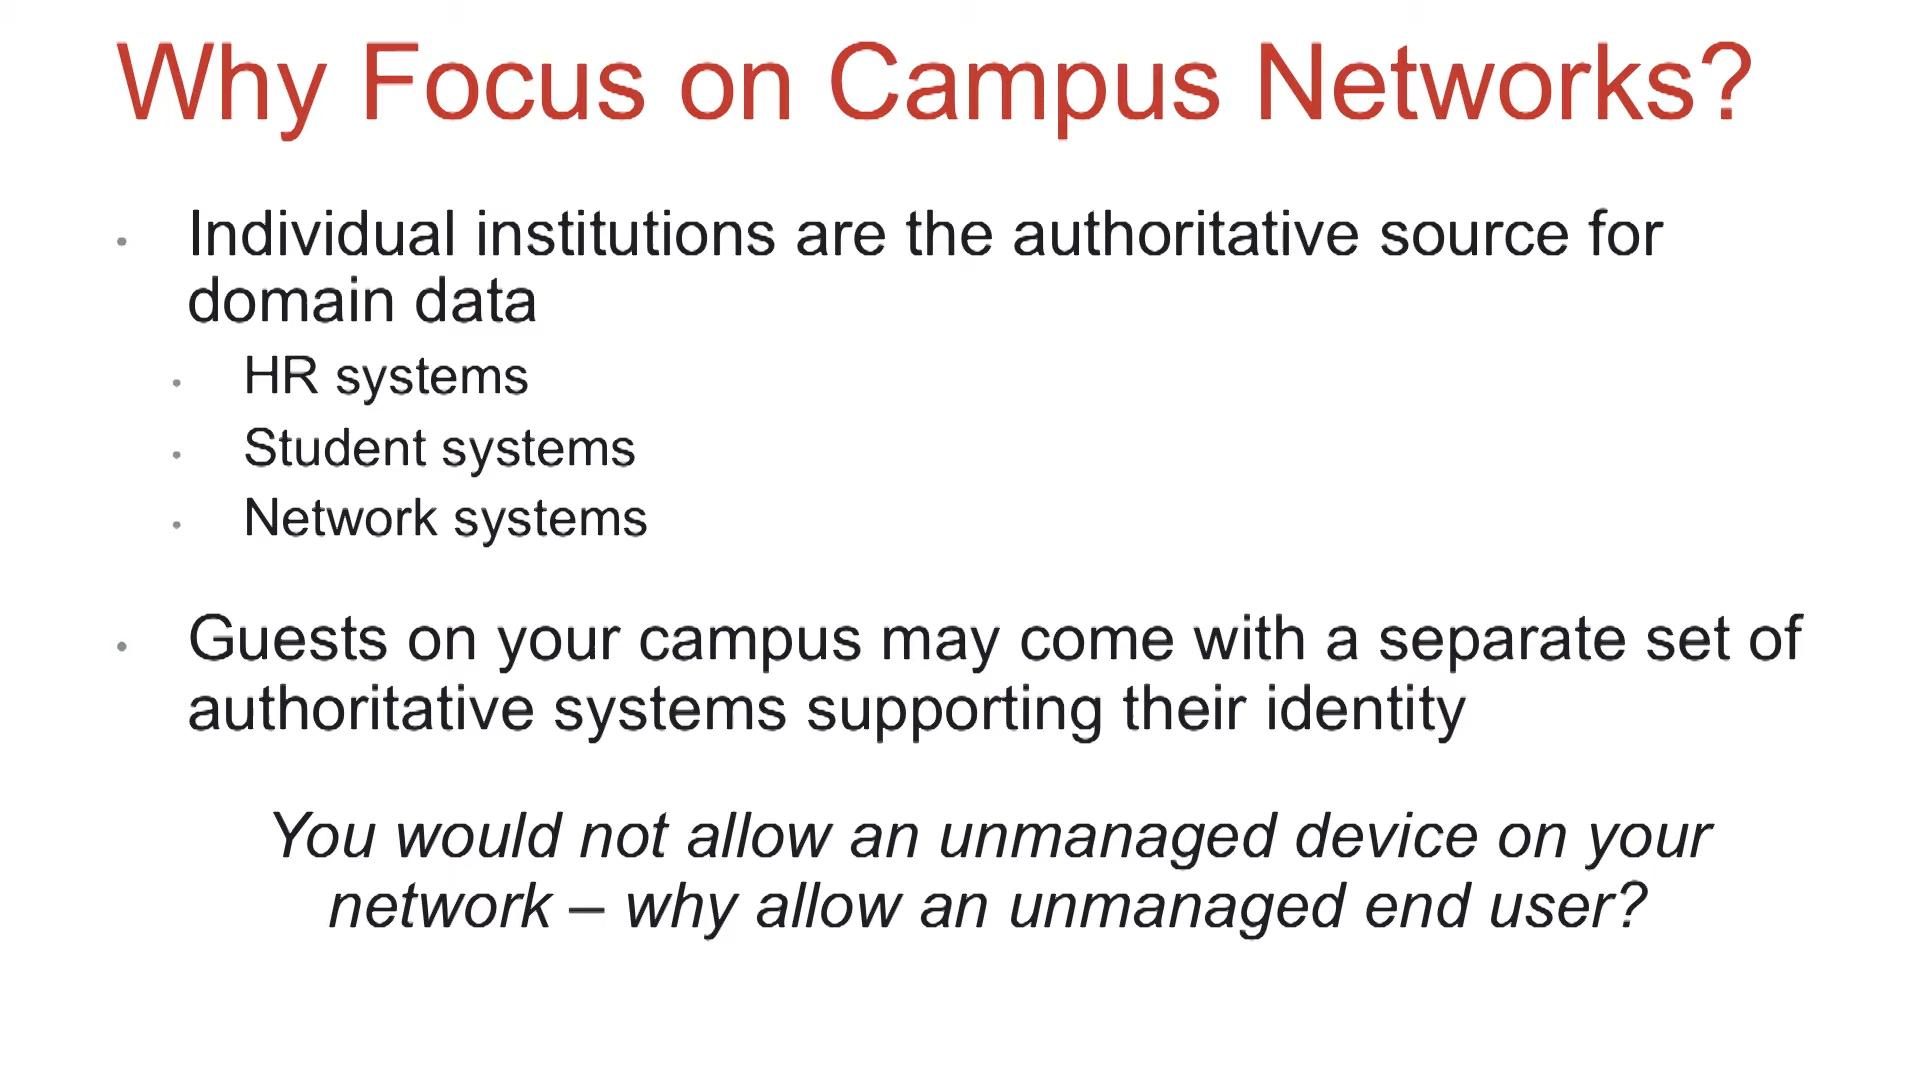 Why Focus on Campus Networks?
• Individual institutions are the authoritative source for
domain data
• HR systems
• Student systems
• Network systems
• Guests on your campus may come with a separate set of
authoritative systems supporting their identity
You would not allow an unmanaged device on your
network – why allow an unmanaged end user?